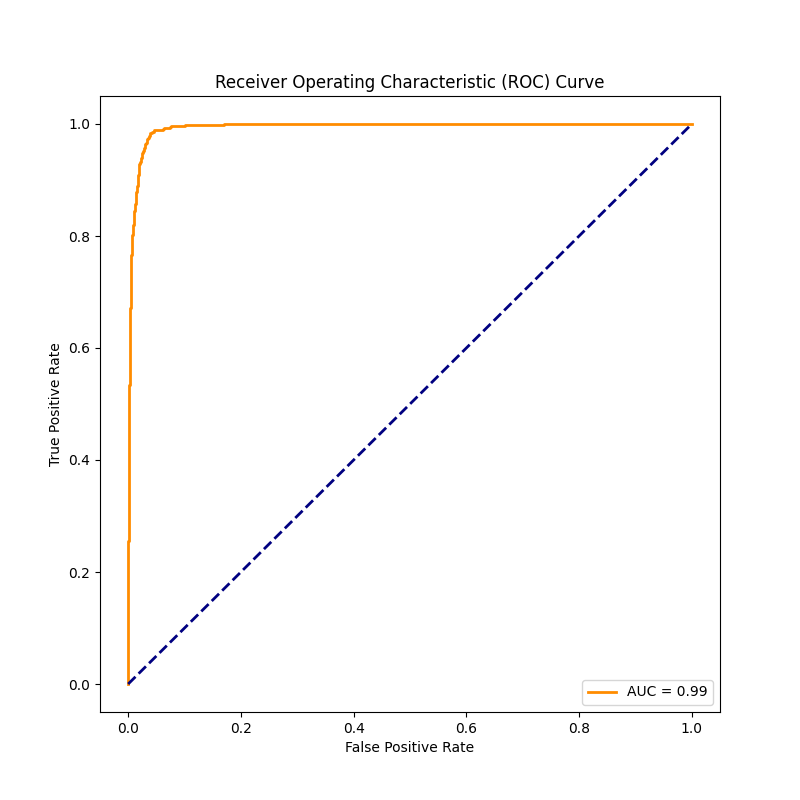 Receiver Operating Characteristic (ROC) Curve
True Positive Rate
1.0
0.8
0.6
0.4
0.2
0.0
0.0 0.2 0.4 0.6 0.8 1.0
False Positive Rate
AUC = 0.99